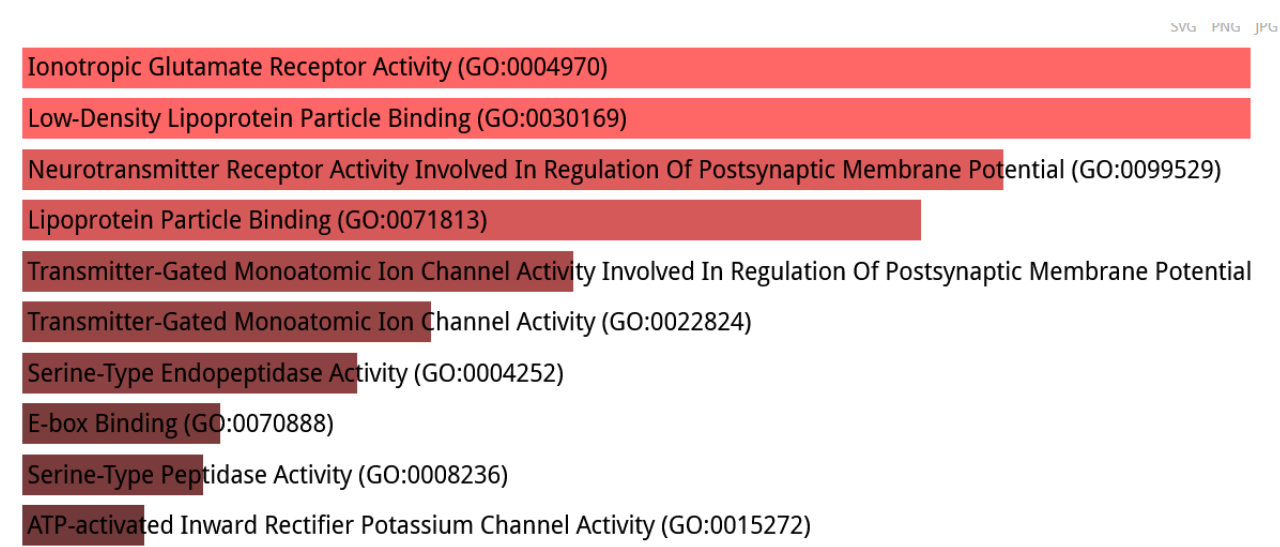 SVG PNG JPG
Ionotropic Glutamate Receptor Activity (GO:0004970)
Low-Density Lipoprotein Particle Binding (GO:0030169)
Neurotransmitter Receptor Activity Involved In Regulation Of Postsynaptic Membrane Potential (GO:0099529)
Lipoprotein Particle Binding (GO:0071813)
Transmitter-Gated Monoatomic Ion Channel Activity Involved In Regulation Of Postsynaptic Membrane Potential
Transmitter-Gated Monoatomic Ion Channel Activity (GO:0022824)
Serine-Type Endopeptidase Activity (GO:0004252)
E-box Binding (GO:0070888)
Serine-Type Peptidase Activity (GO:0008236)
ATP-activated Inward Rectifier Potassium Channel Activity (GO:0015272)